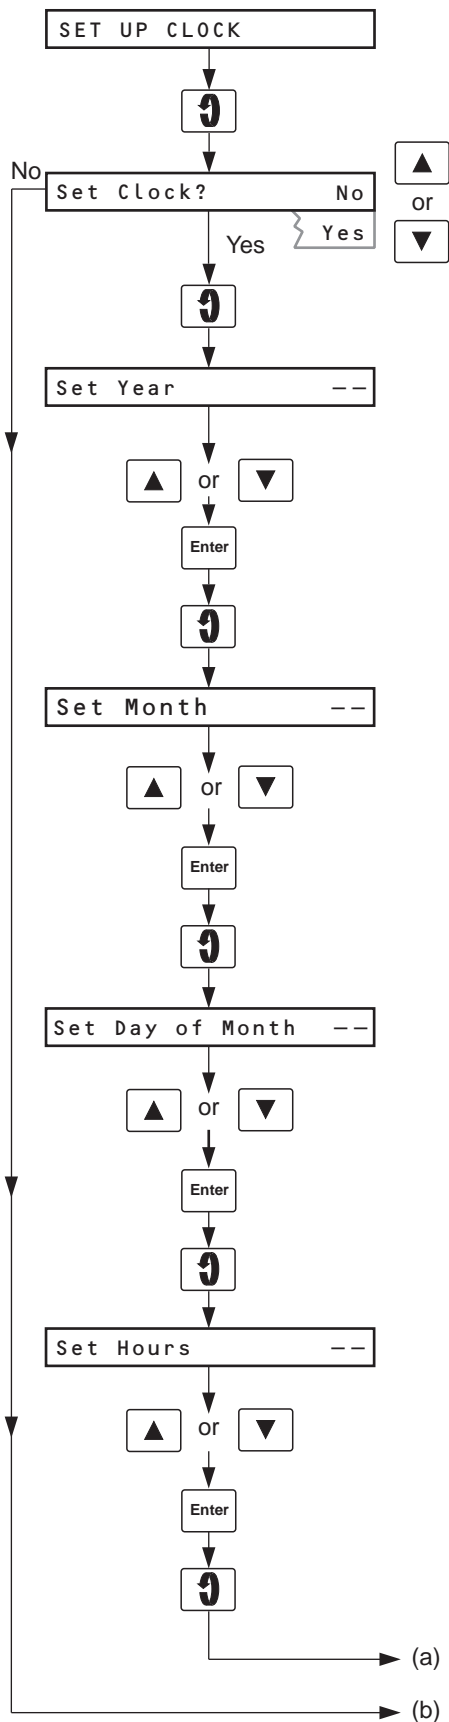 SET UP CLOCK
No
Set Clock? No
or
Yes
Yes
Set Year --
or
Enter
Set Month --
or
Enter
Set Day of Month --
or
Enter
Set Hours --
or
Enter
(a)
(b)